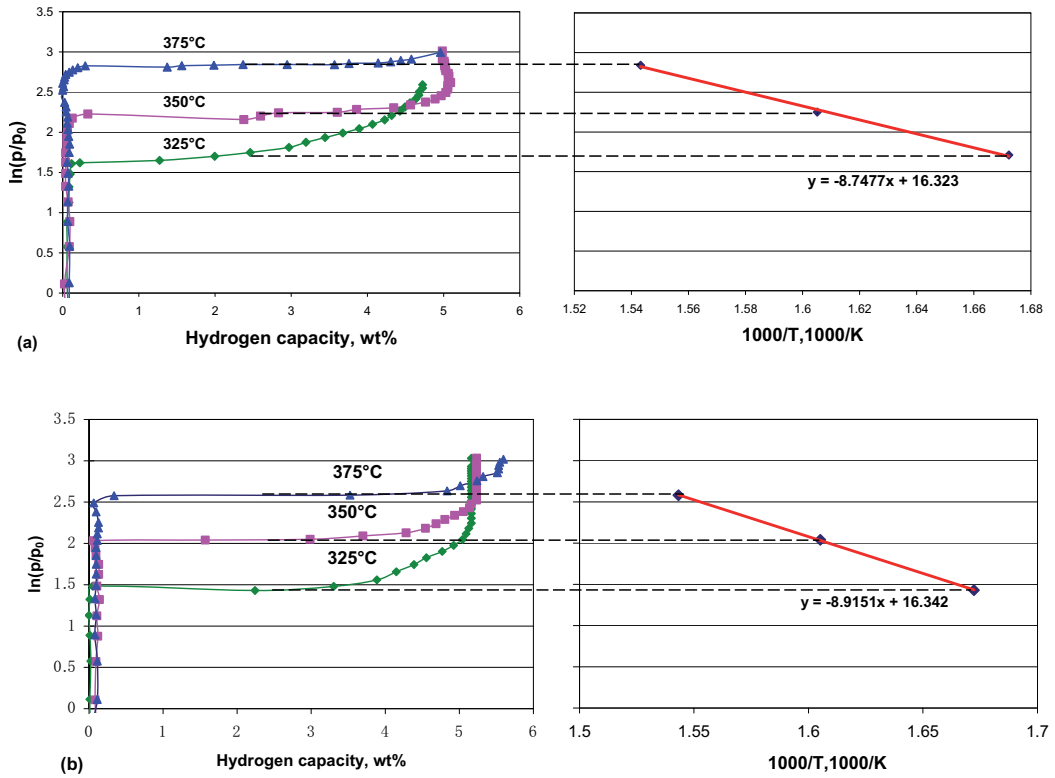 3.5
3
2.5
2
1.5
1
0.5
0
ln(p/p0)
375°C
350°C
325°C
0 1 2 3 4 5 6
Hydrogen capacity, wt%
(a)
y = -8.7477x + 16.323
1.52 1.54 1.56 1.58 1.6 1.62 1.64 1.66 1.68
1000/T,1000/K
3.5
3
2.5
2
1.5
1
0.5
0
ln(p/p0)
375°C
350°C
325°C
0 1 2 3 4 5 6
Hydrogen capacity, wt%
(b)
y = -8.9151x + 16.342
1.5 1.55 1.6 1.65 1.7
1000/T,1000/K